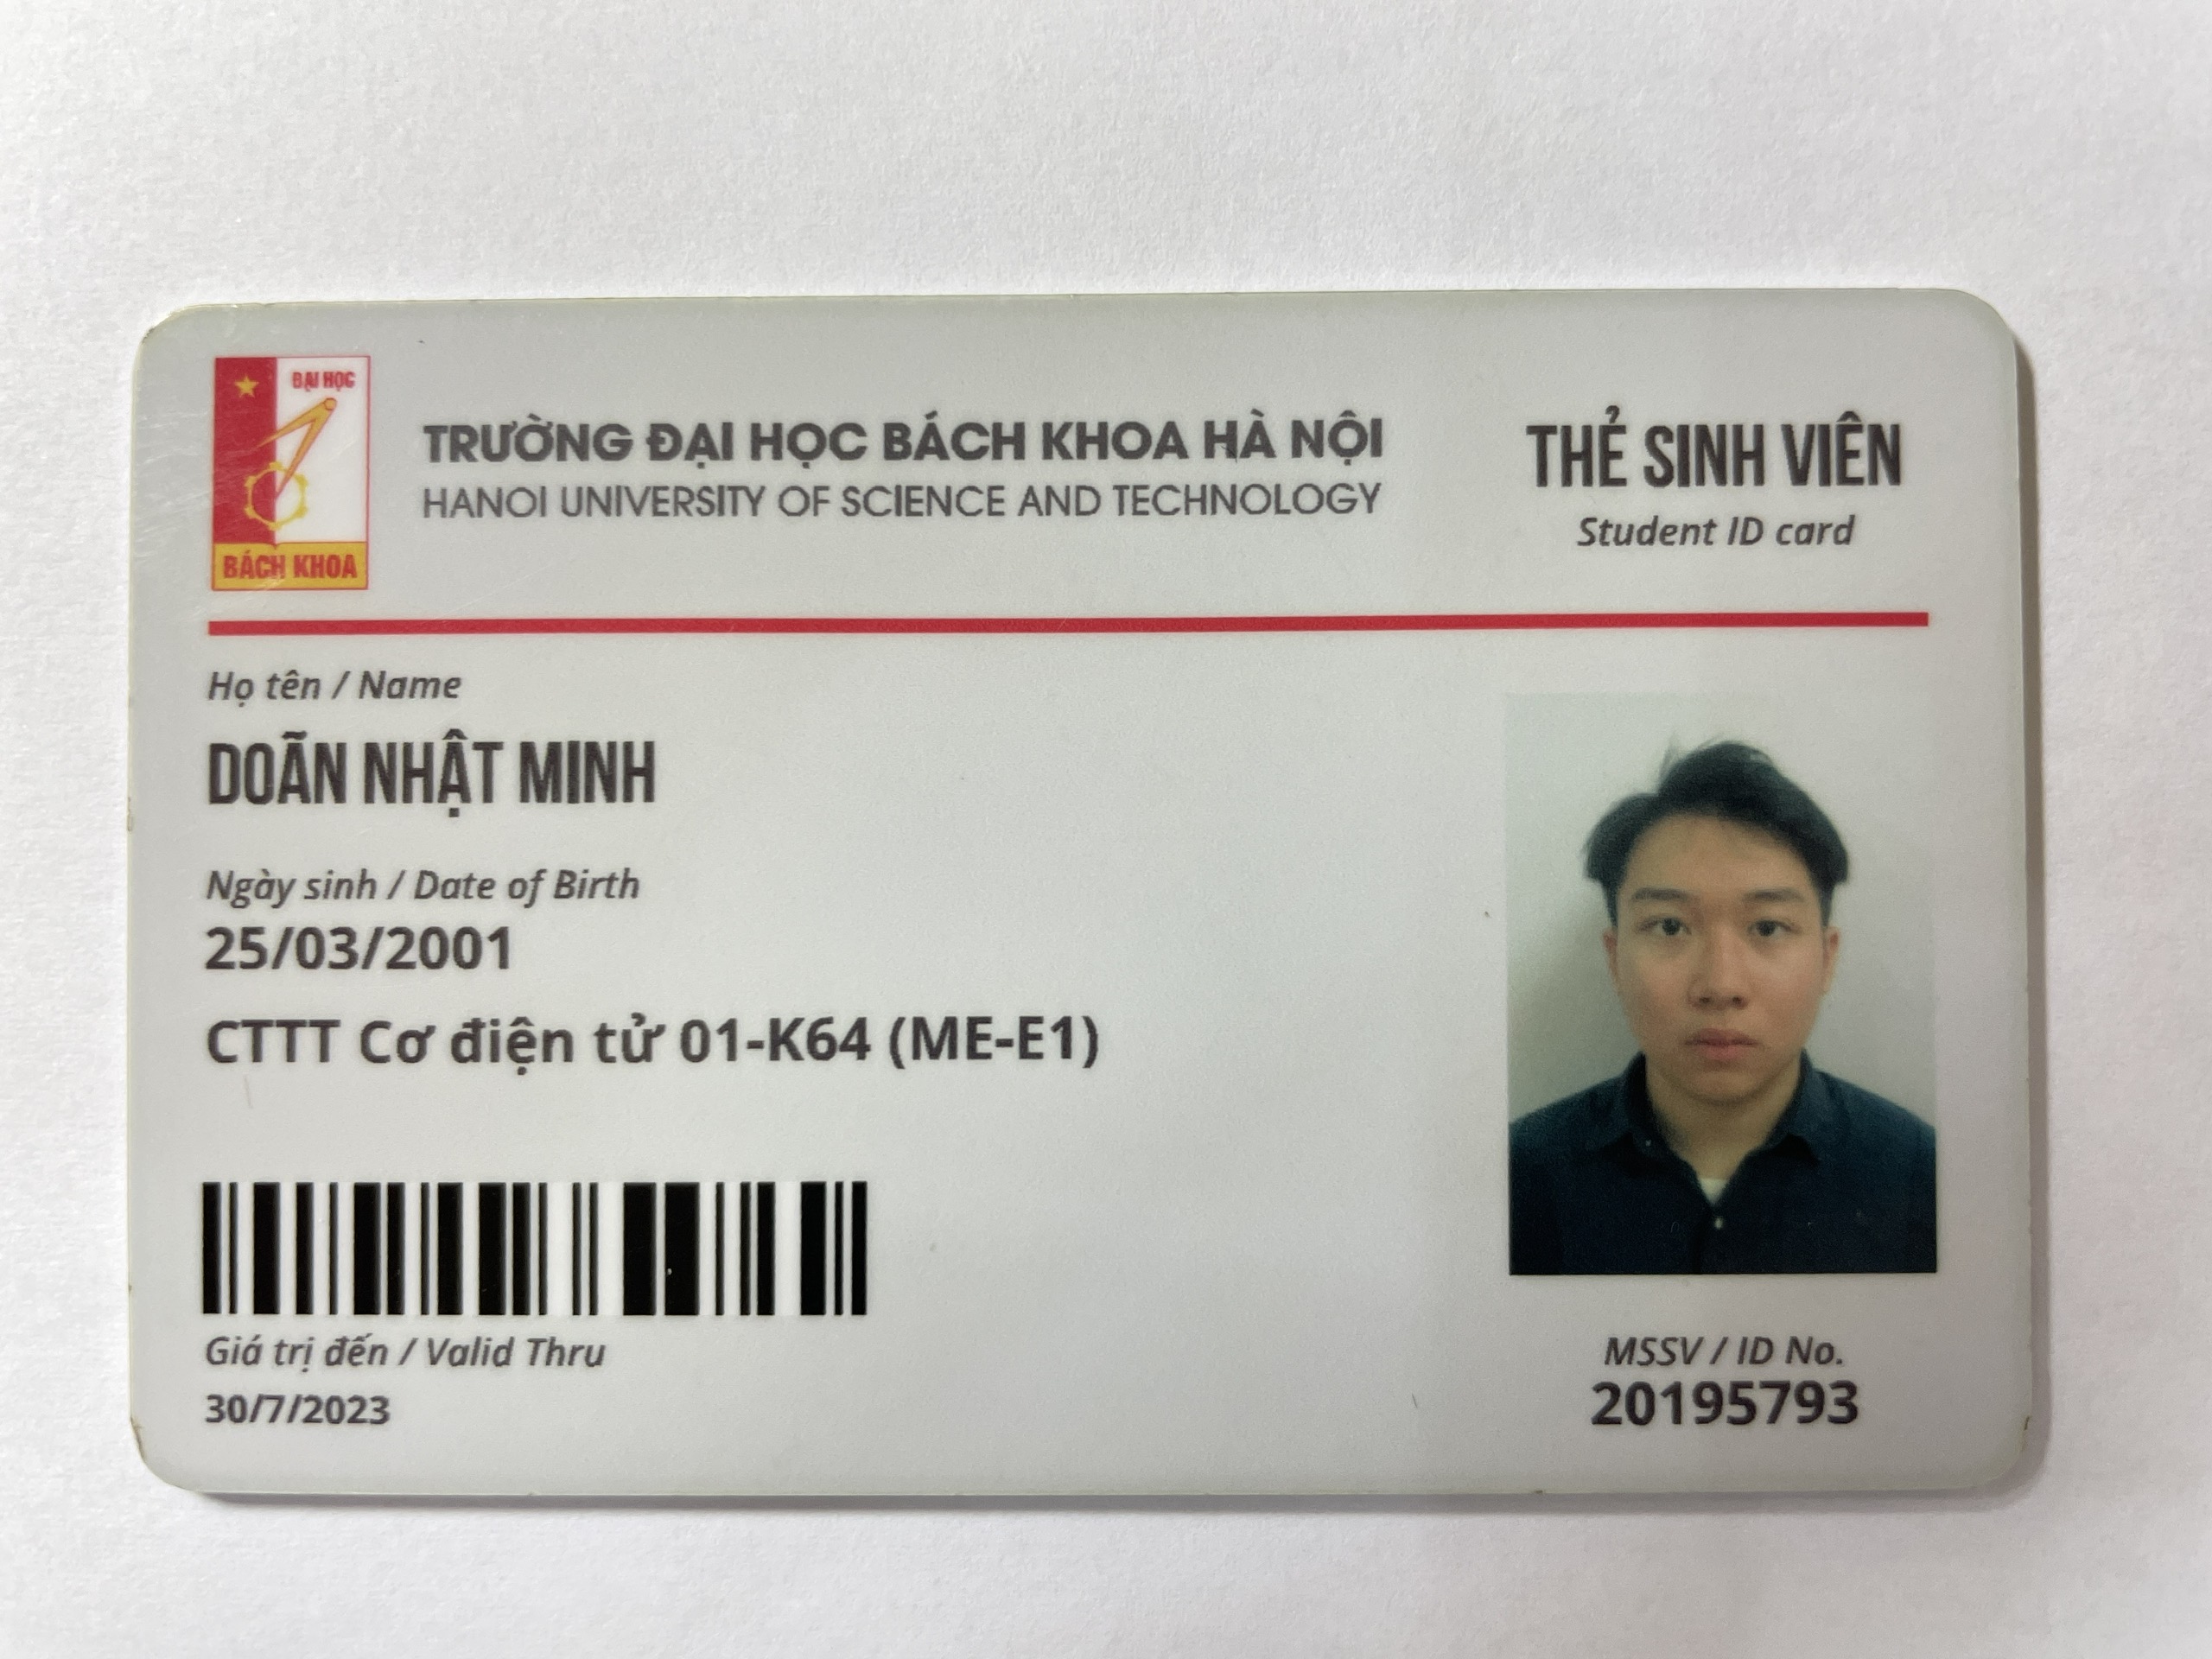 ĐẠI HỌC
BÁCH KHOA
TRƯỜNG ĐẠI HỌC BÁCH KHOA HÀ NỘI
HANOI UNIVERSITY OF SCIENCE AND TECHNOLOGY
THẺ SINH VIÊN
Student ID card
Họ tên / Name
DOÃN NHẬT MINH
Ngày sinh / Date of Birth
25/03/2001
CTTT Cơ điện tử 01-K64 (ME-E1)
Giá trị đến / Valid Thru
30/7/2023
MSSV / ID No.
20195793